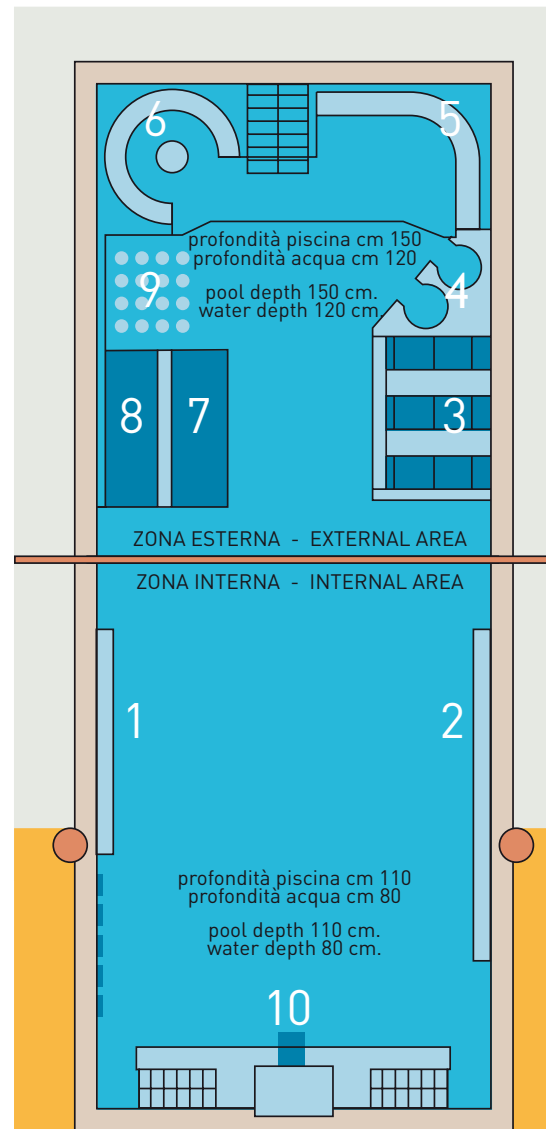 6
5
profondità piscina cm 150
profondità acqua cm 120
pool depth 150 cm.
water depth 120 cm.
9
4
8
7
3
ZONA ESTERNA - EXTERNAL AREA
ZONA INTERNA - INTERNAL AREA
1
2
profondità piscina cm 110
profondità acqua cm 80
pool depth 110 cm.
water depth 80 cm.
10